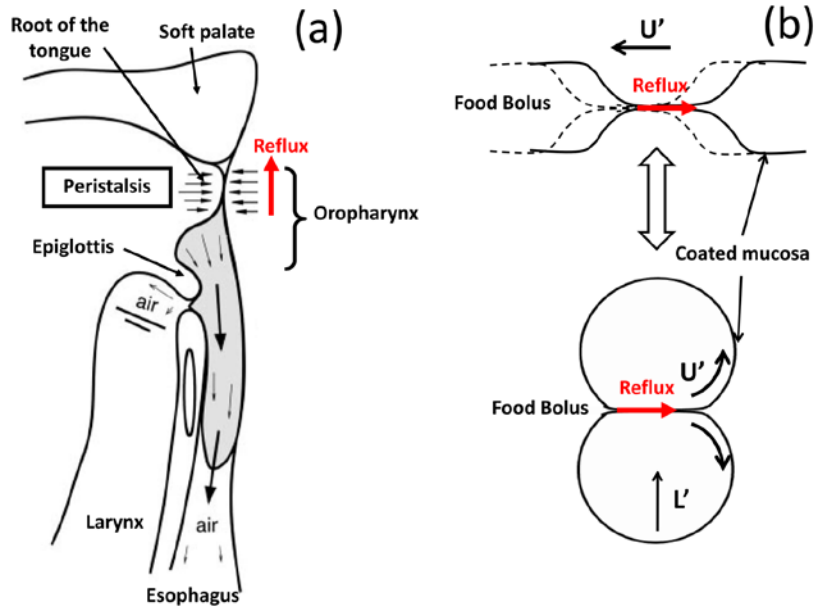 (a)
Root of the
tongue
Soft palate
Reflux
Peristalsis
Oropharynx
Epiglottis
air
Larynx
air
Esophagus
(b)
U'
Reflux
Food Bolus
Coated mucosa
U'
Reflux
Food Bolus
L'